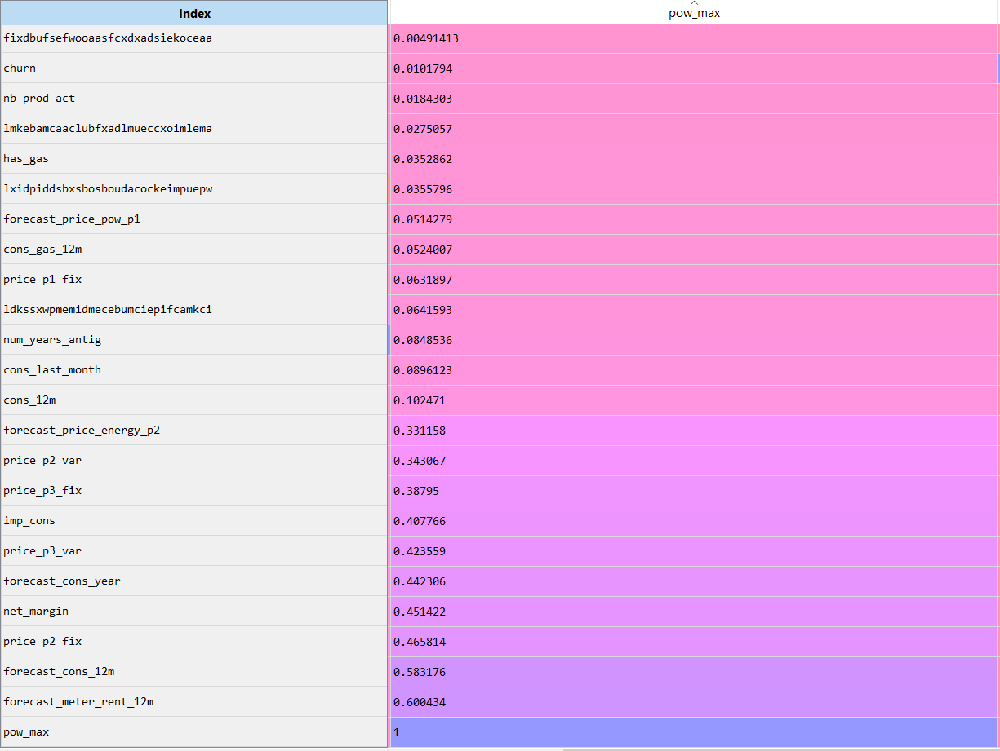 Index pow_max
fixdbufsefwooaasfcxdxadsiekoceaa 0.00491413
churn 0.0101794
nb_prod_act 0.0184303
lmkebamcaaclubfxadlmueccxoimlema 0.0275057
has_gas 0.0352862
lxidpiddsbxsbosboudacockeimpuepw 0.0355796
forecast_price_pow_p1 0.0514279
cons_gas_12m 0.0524007
price_p1_fix 0.0631897
ldkssxwpmemidmecebumciepifcamkci 0.0641593
num_years_antig 0.0848536
cons_last_month 0.0896123
cons_12m 0.102471
forecast_price_energy_p2 0.331158
price_p2_var 0.343067
price_p3_fix 0.38795
imp_cons 0.407766
price_p3_var 0.423559
forecast_cons_year 0.442306
net_margin 0.451422
price_p2_fix 0.465814
forecast_cons_12m 0.583176
forecast_meter_rent_12m 0.600434
pow_max 1